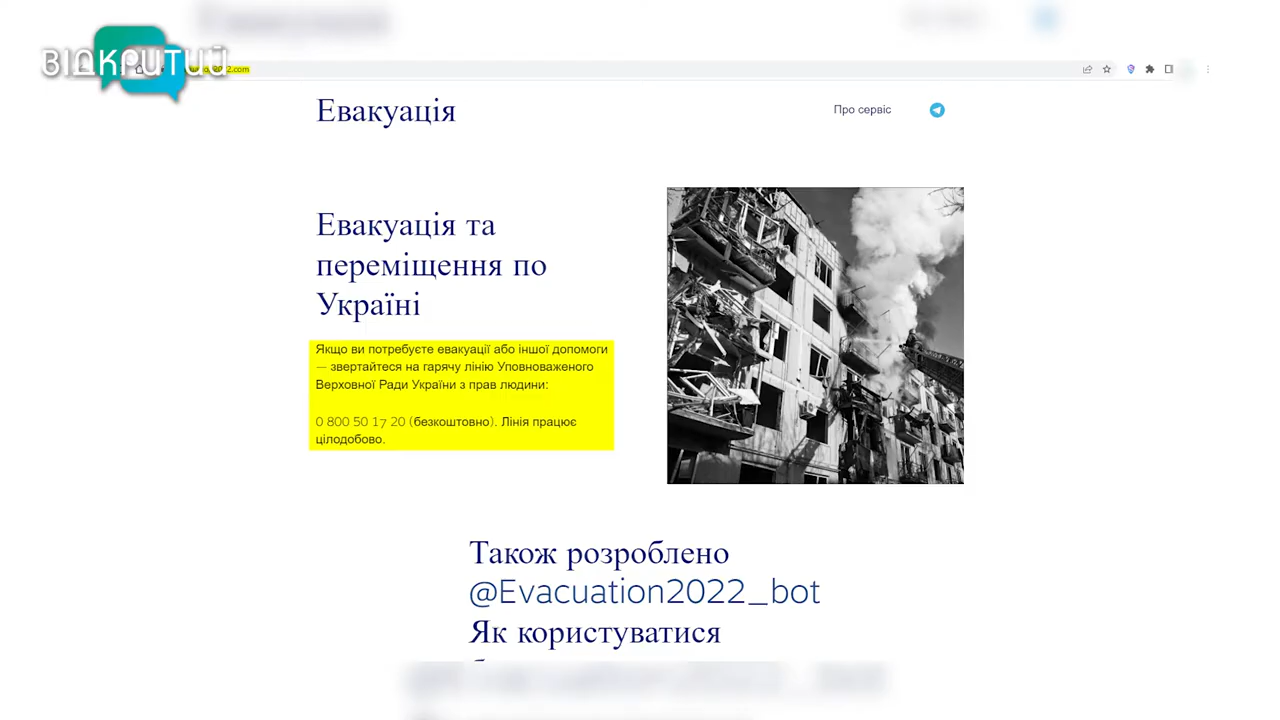 ВІДКРИТИЙ
Евакуація
Про сервіс
Евакуація та
переміщення по
Україні
Якщо ви потребуєте евакуації або іншої допомоги
— звертайтеся на гарячу лінію Уповноваженого
Верховної Ради України з прав людини:
0 800 50 17 20 (безкоштовно). Лінія працює
цілодобово.
Також розроблено
@Evacuation2022_bot
Як користуватися